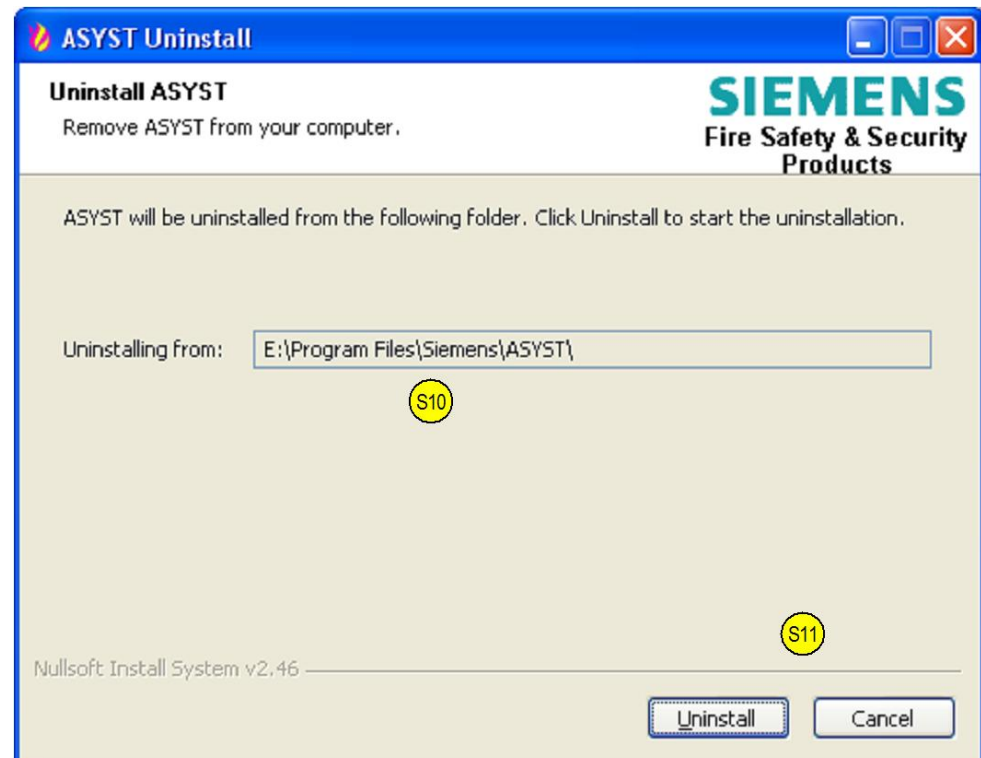 ASYST Uninstall
Uninstall ASYST
Remove ASYST from your computer.
SIEMENS
Fire Safety & Security
Products
ASYST will be uninstalled from the following folder. Click Uninstall to start the uninstallation.
Uninstalling from:
E:\Program Files\Siemens\ASYST\
S10
S11
Nullsoft Install System v2.46
Uninstall
Cancel